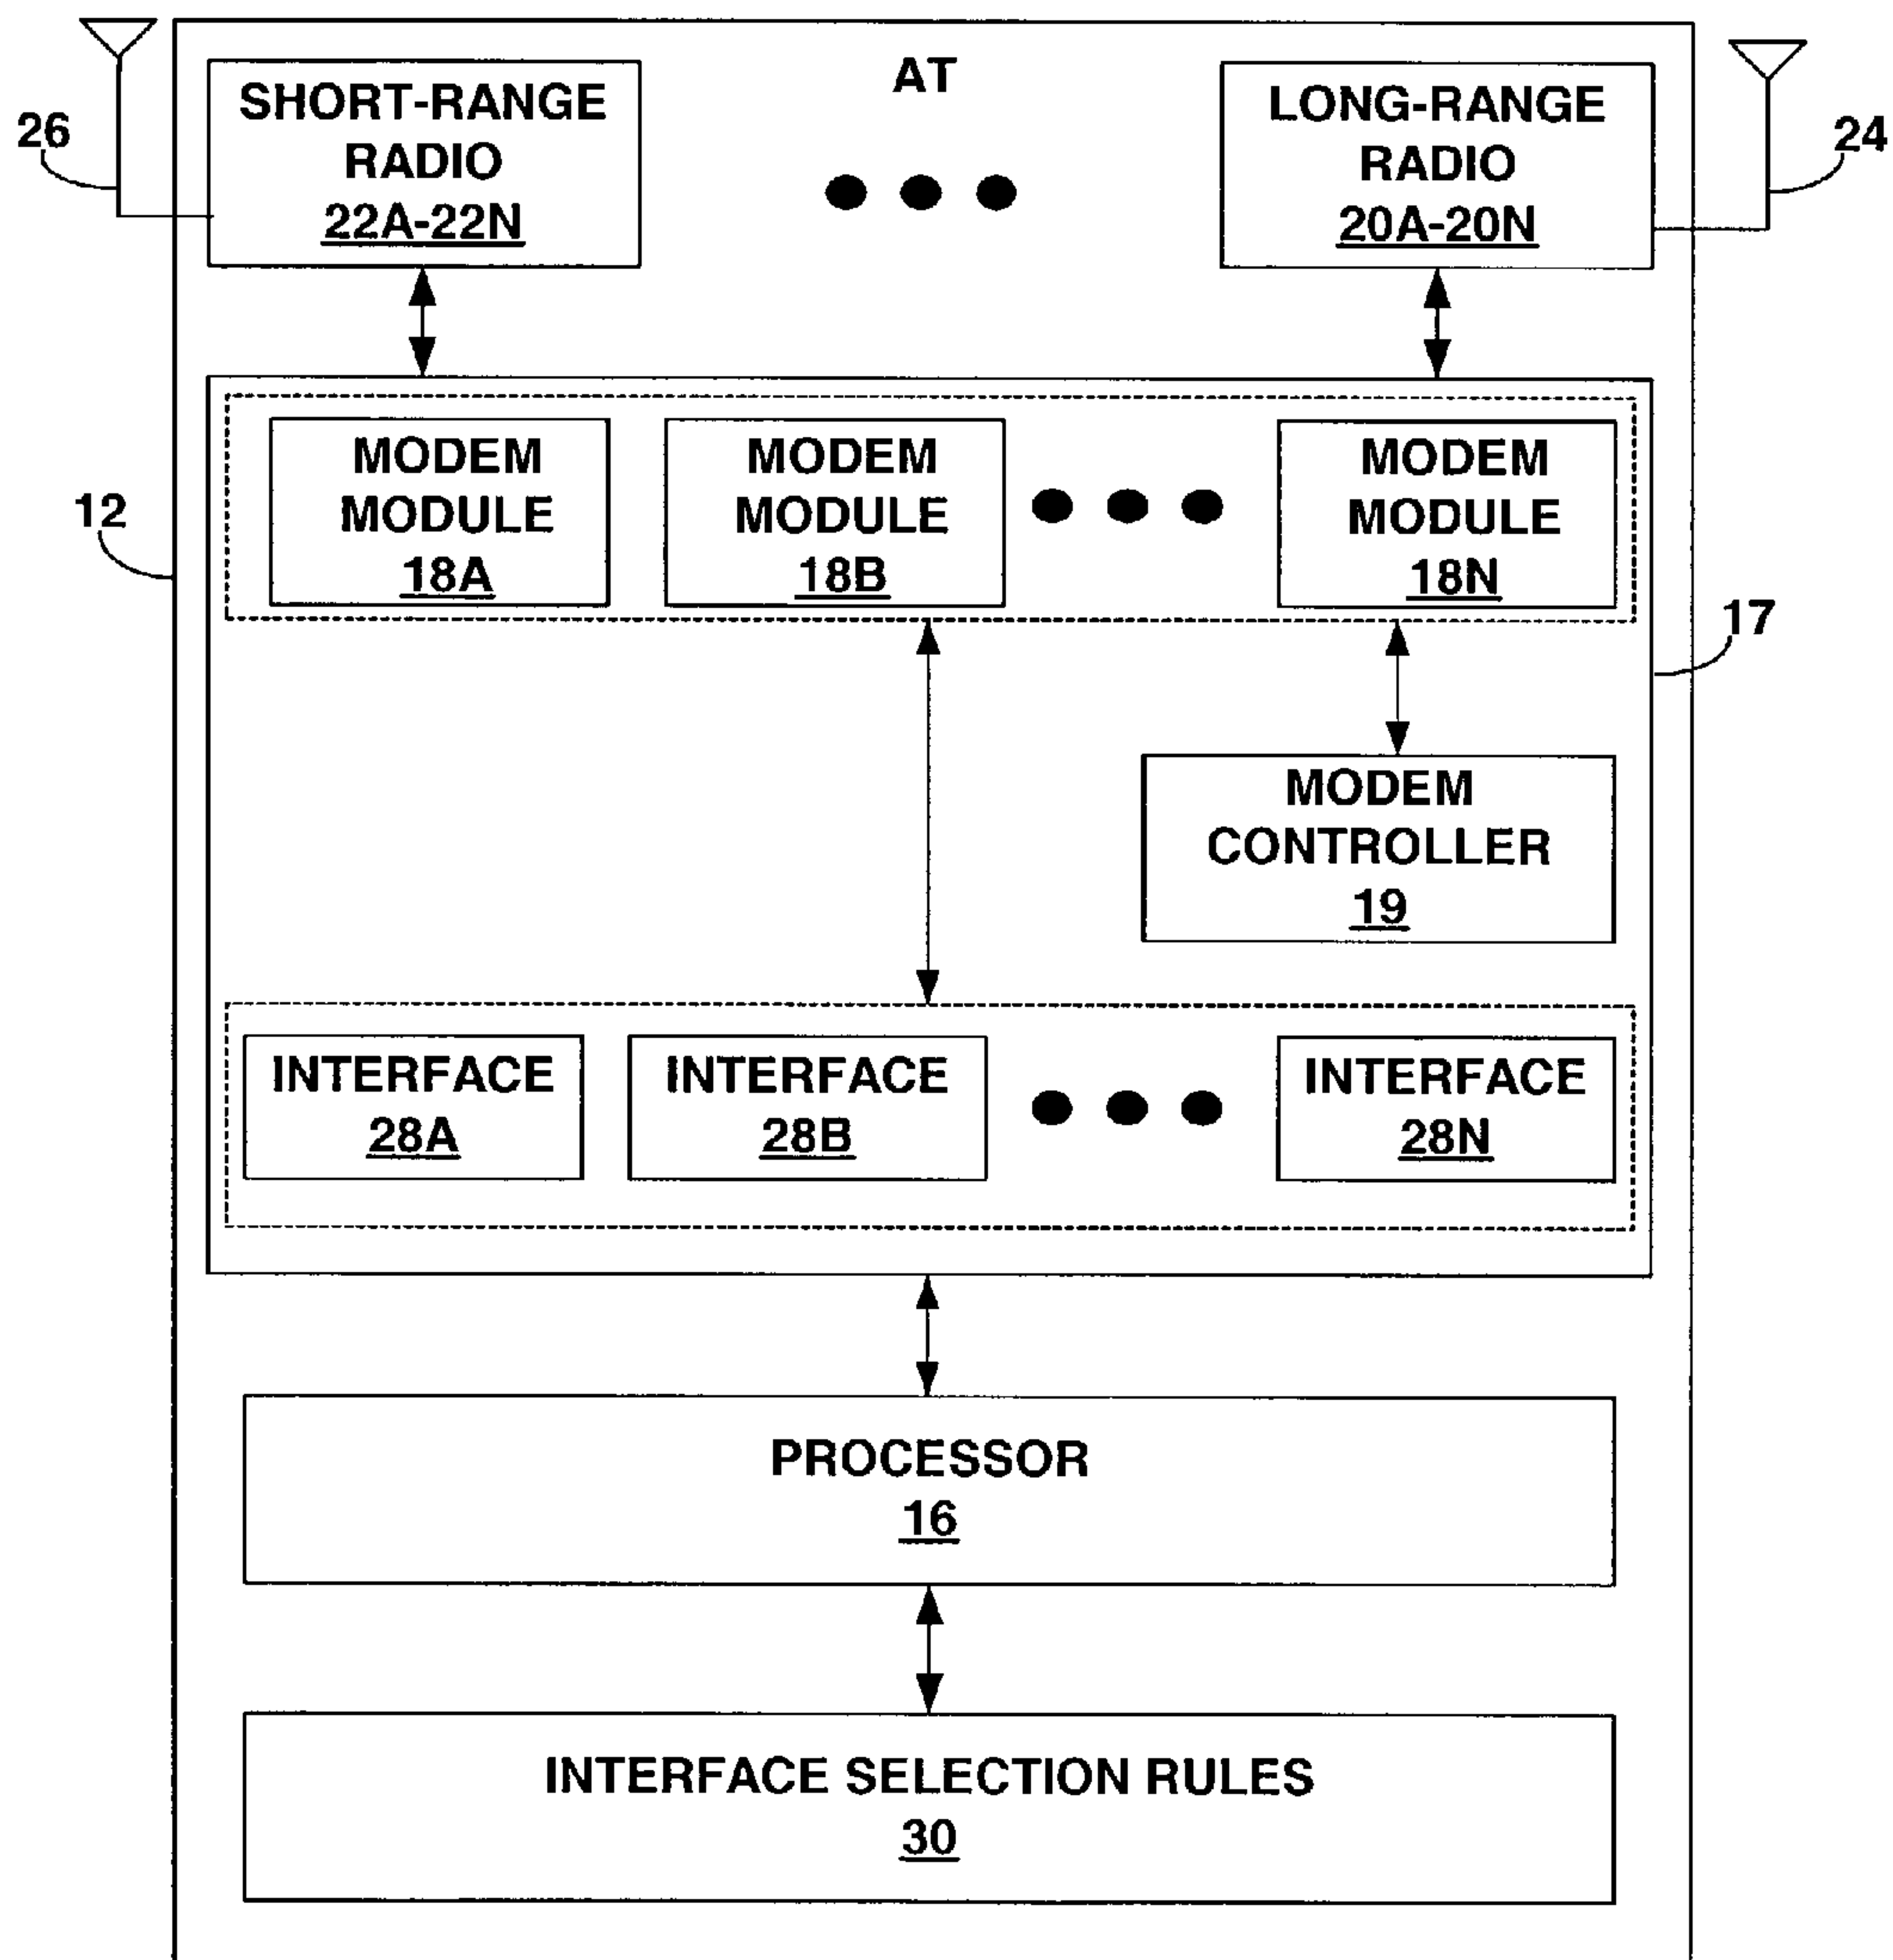 AT
26
SHORT-RANGE
RADIO
22A-22N
LONG-RANGE
RADIO
20A-20N
24
12
MODEM
MODULE
18A
MODEM
MODULE
18B
MODEM
MODULE
18N
17
MODEM
CONTROLLER
19
INTERFACE
28A
INTERFACE
28B
INTERFACE
28N
PROCESSOR
16
INTERFACE SELECTION RULES
30